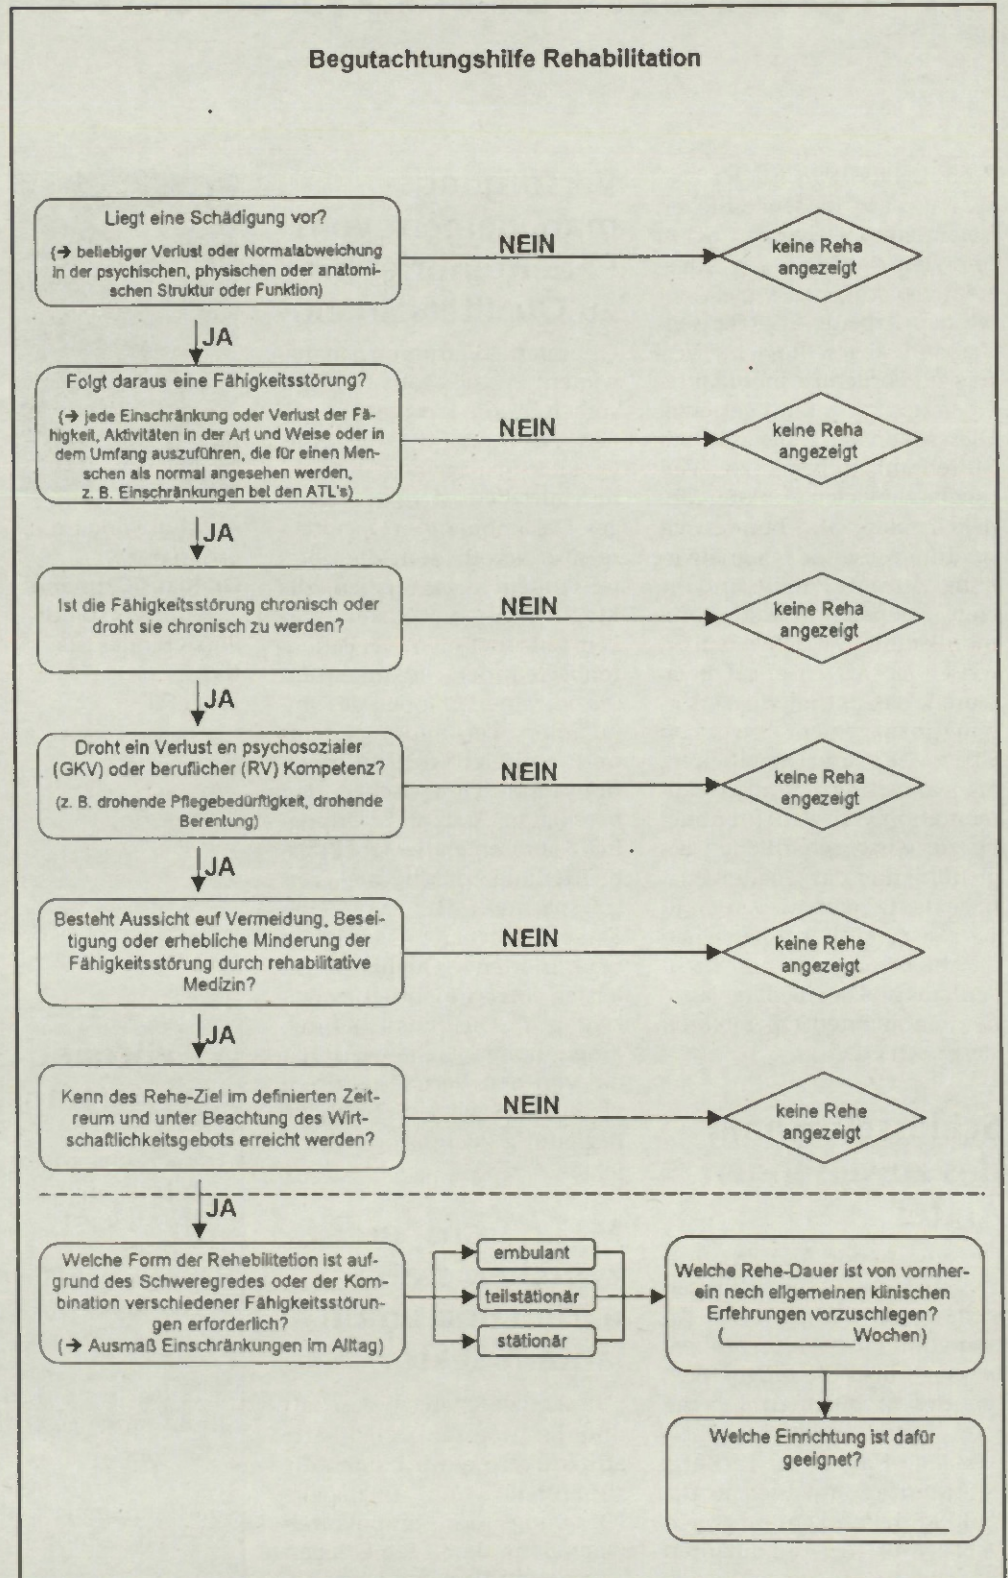 Begutachtungshilfe Rehabilitation
Liegt eine Schädigung vor?
(→ beliebiger Verlust oder Normalabweichung
in der psychischen, physischen oder anatomi-
schen Struktur oder Funktion)
NEIN
keine Reha
angezeigt
JA
Folgt daraus eine Fähigkeitsstörung?
(→ jede Einschränkung oder Verlust der Fä-
higkeit, Aktivitäten in der Art und Weise oder in
dem Umfang auszuführen, die für einen Men-
schen als normal angesehen werden,
z. B. Einschränkungen bei den ATL's)
NEIN
keine Reha
angezeigt
JA
Ist die Fähigkeitsstörung chronisch oder
droht sie chronisch zu werden?
NEIN
keine Reha
angezeigt
JA
Droht ein Verlust en psychosozialer
(GKV) oder beruflicher (RV) Kompetenz?
(z. B. drohende Pflegebedürftigkeit, drohende
Berentung)
NEIN
keine Reha
engezeigt
JA
Besteht Aussicht euf Vermeidung, Besei-
tigung oder erhebliche Minderung der
Fähigkeitsstörung durch rehabilitative
Medizin?
NEIN
keine Rehe
angezeigt
JA
Kenn des Rehe-Ziel im definierten Zeit-
reum und unter Beachtung des Wirt-
schaftlichkeitsgebots erreicht werden?
NEIN
keine Rehe
angezeigt
JA
Welche Form der Rehebilitetion ist auf-
grund des Schweregredes oder der Kom-
bination verschiedener Fähigkeitsstörun-
gen erforderlich?
(→ Ausmaß Einschränkungen im Alltag)
embulant
teilstätionär
stätionär
Welche Rehe-Dauer ist von vornher-
ein nech ellgemeinen klinischen
Erfehrungen vorzuschlegen?
(__________Wochen)
Welche Einrichtung ist dafür
geeignet?